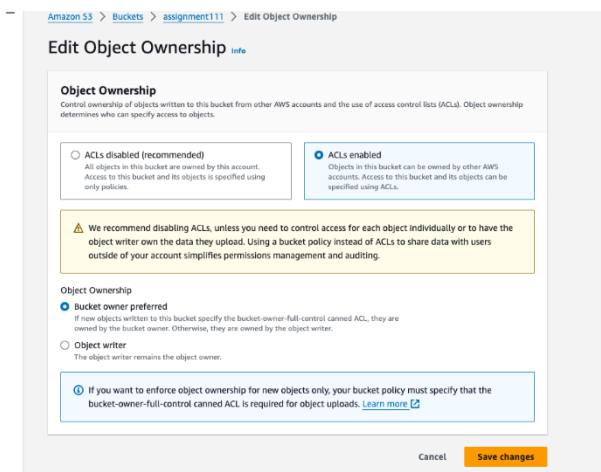 Amazon S3 > Buckets > assignment111 > Edit Object Ownership
Edit Object Ownership Info
Object Ownership
Control ownership of objects written to this bucket from other AWS accounts and the use of access control lists (ACLs). Object ownership
determines who can specify access to objects.
ACLs disabled (recommended)
All objects in this bucket are owned by this account.
Access to this bucket and its objects is specified using
only policies.
ACLs enabled
Objects in this bucket can be owned by other AWS
accounts. Access to this bucket and its objects can be
specified using ACLs.
We recommend disabling ACLs, unless you need to control access for each object individually or to have the
object writer own the data they upload. Using a bucket policy instead of ACLs to share data with users
outside of your account simplifies permissions management and auditing.
Object Ownership
Bucket owner preferred
If new objects written to this bucket specify the bucket-owner-full-control canned ACL, they are
owned by the bucket owner. Otherwise, they are owned by the object writer.
Object writer
The object writer remains the object owner.
If you want to enforce object ownership for new objects only, your bucket policy must specify that the
bucket-owner-full-control canned ACL is required for object uploads. Learn more
Cancel
Save changes